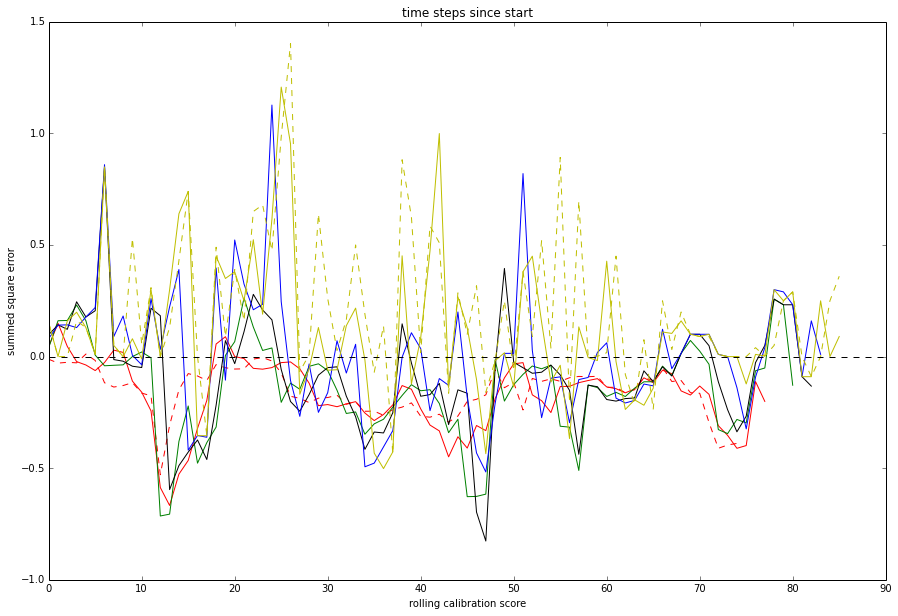 time steps since start
1.5
1.0
0.5
0.0
−0.5
−1.0
summed square error
0 10 20 30 40 50 60 70 80 90
rolling calibration score